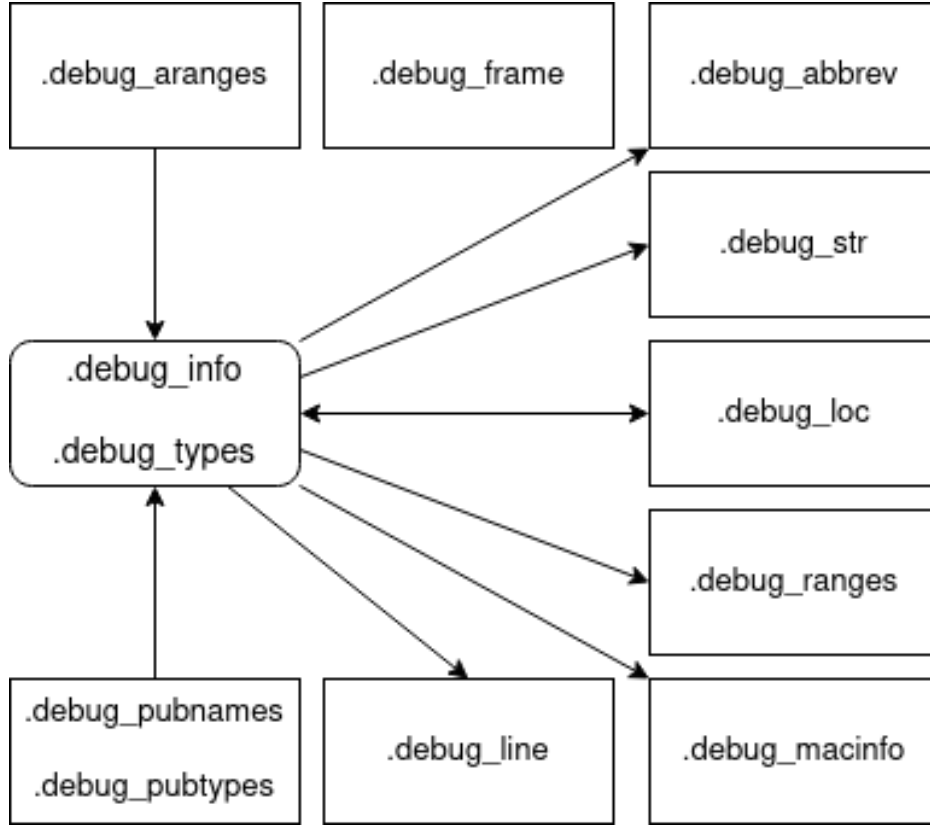 .debug_aranges
.debug_frame
.debug_abbrev
.debug_str
.debug_info
.debug_types
.debug_loc
.debug_ranges
.debug_pubnames
.debug_pubtypes
.debug_line
.debug_macinfo